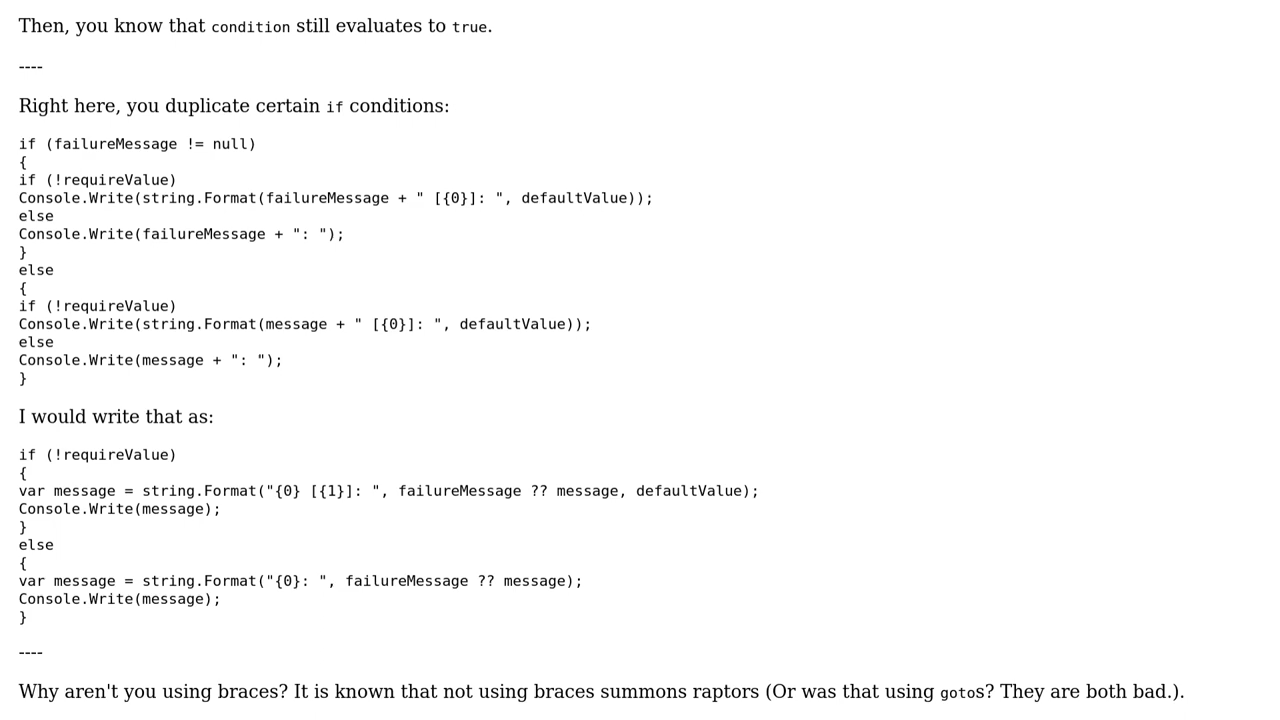 Then, you know that condition still evaluates to true.
----
Right here, you duplicate certain if conditions:
if (failureMessage != null)
{
if (!requireValue)
Console.Write(string.Format(failureMessage + " [{0}]: ", defaultValue));
else
Console.Write(failureMessage + ": ");
}
else
{
if (!requireValue)
Console.Write(string.Format(message + " [{0}]: ", defaultValue));
else
Console.Write(message + ": ");
}
I would write that as:
if (!requireValue)
{
var message = string.Format("{0} [{1}]: ", failureMessage ?? message, defaultValue);
Console.Write(message);
}
else
{
var message = string.Format("{0}: ", failureMessage ?? message);
Console.Write(message);
}
----
Why aren't you using braces? It is known that not using braces summons raptors (Or was that using gotos? They are both bad.).